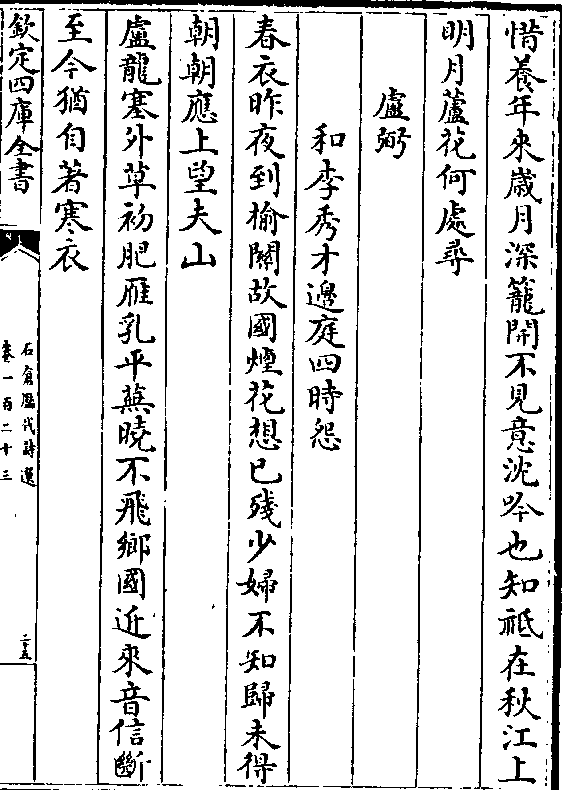 惜養年來歲月深籠開不見意沈吟也知祗在秋江上
明月蘆花何處尋
盧弼
和李秀才邊庭四時怨
春衣昨夜到榆關故國煙花想已殘少婦不知歸未得
朝朝應上望夫山
盧龍塞外草初肥雁乳平蕪曉不飛鄉國近來音信斷
至今猶自著寒衣
欽定四庫全書
石倉歷代詩選
卷一百二十三
二十五